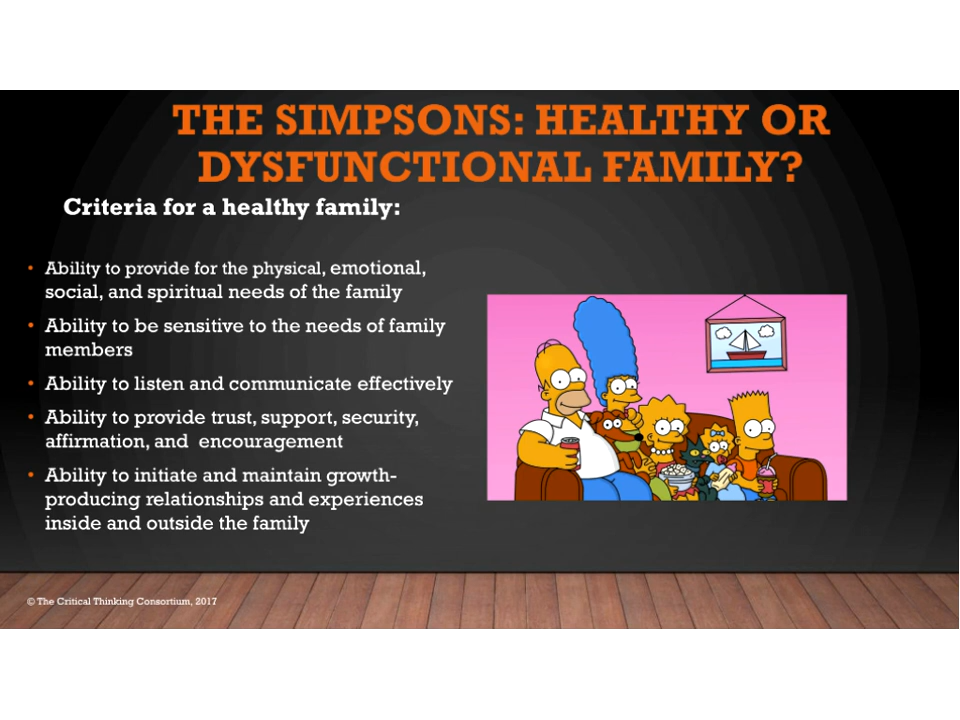 THE SIMPSONS: HEALTHY OR
DYSFUNCTIONAL FAMILY?
Criteria for a healthy family:
• Ability to provide for the physical, emotional,
social, and spiritual needs of the family
• Ability to be sensitive to the needs of family
members
• Ability to listen and communicate effectively
• Ability to provide trust, support, security,
affirmation, and  encouragement
• Ability to initiate and maintain growth-
producing relationships and experiences
inside and outside the family
© The Critical Thinking Consortium, 2017